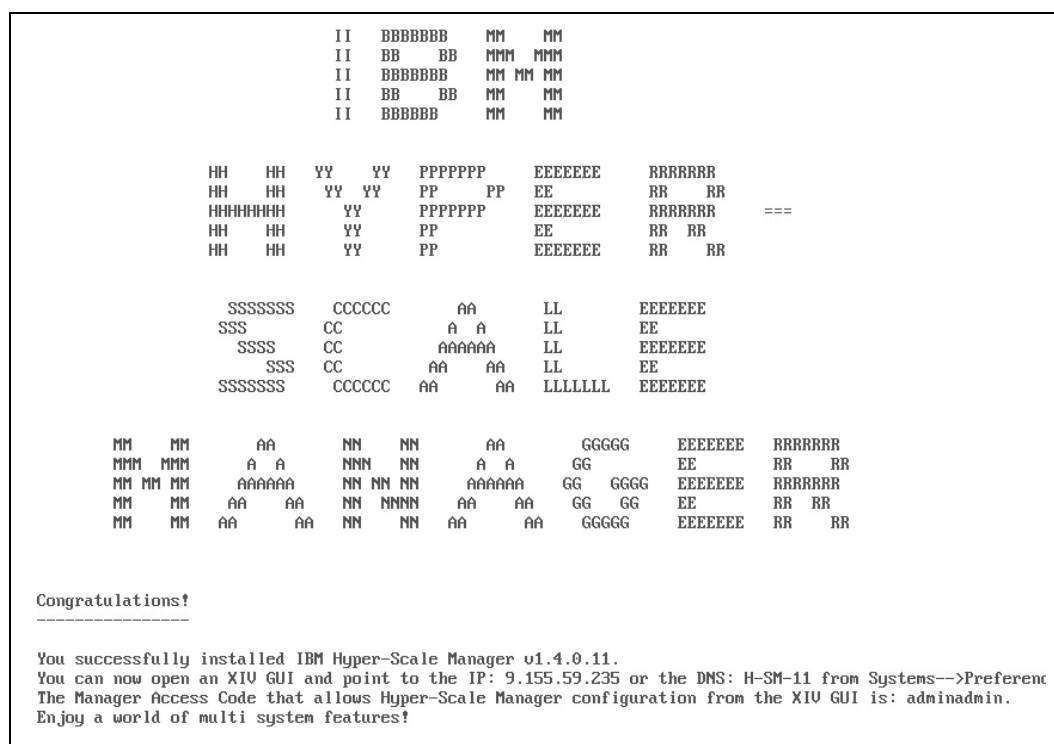 IBM
HYPER-
SCALE
MANAGER
Congratulations!
----------------
You successfully installed IBM Hyper-Scale Manager v1.4.0.11.
You can now open an XIV GUI and point to the IP: 9.155.59.235 or the DNS: H-SM-11 from Systems-->Preferenc
The Manager Access Code that allows Hyper-Scale Manager configuration from the XIV GUI is: adminadmin.
Enjoy a world of multi system features!